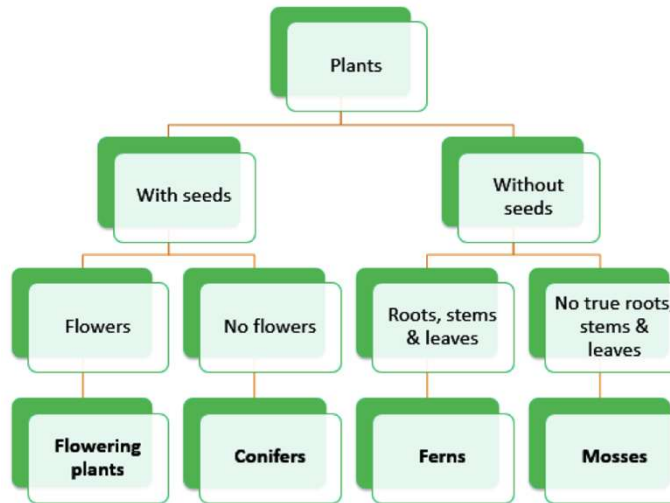 Plants
With seeds
Without
seeds
Flowers
No flowers
Roots, stems
& leaves
No true roots,
stems &
leaves
Flowering
plants
Conifers
Ferns
Mosses